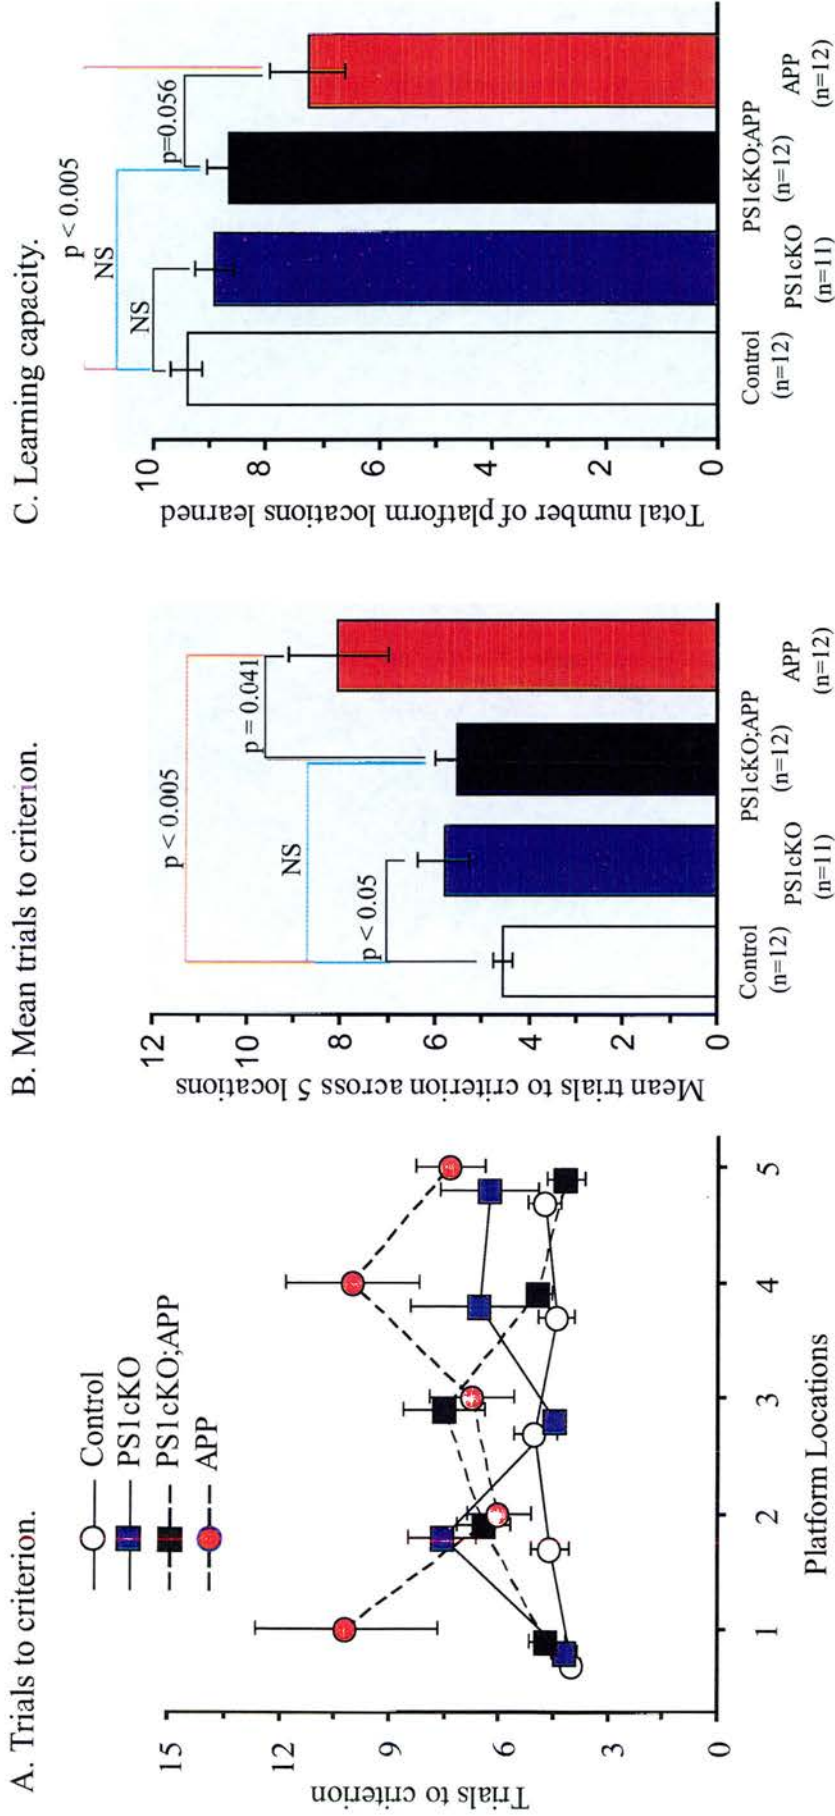 A. Trials to criterion.
Control
PS1cKO
PS1cKO;APP
APP
15
12
9
6
3
0
Trials to criterion
1
2
3
4
5
Platform Locations
B. Mean trials to criterion.
12
10
8
6
4
2
0
Mean trials to criterion across 5 locations
p < 0.005
NS
p < 0.05
p = 0.041
Control
(n=12)
PS1cKO
(n=11)
PS1cKO;APP
(n=12)
APP
(n=12)
C. Learning capacity.
10
8
6
4
2
0
Total number of platform locations learned
p < 0.005
NS
NS
p=0.056
Control
(n=12)
PS1cKO
(n=11)
PS1cKO;APP
(n=12)
APP
(n=12)